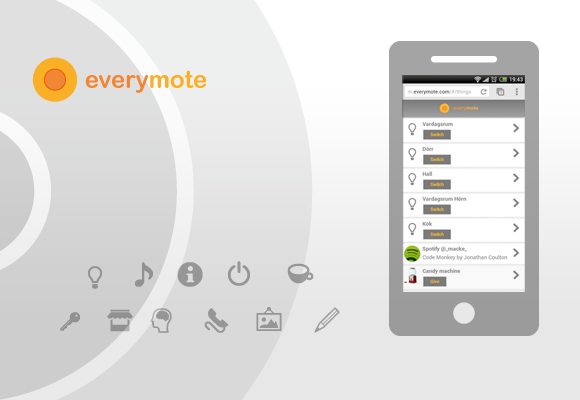 everymote
19:43
m.everymote.com/#/things
everymote
Vardagsrum
Switch
Dörr
Switch
Hall
Switch
Vardagsrum Hörn
Switch
Kök
Switch
Spotify @_macke_
Code Monkey by Jonathan Coulton
Candy machine